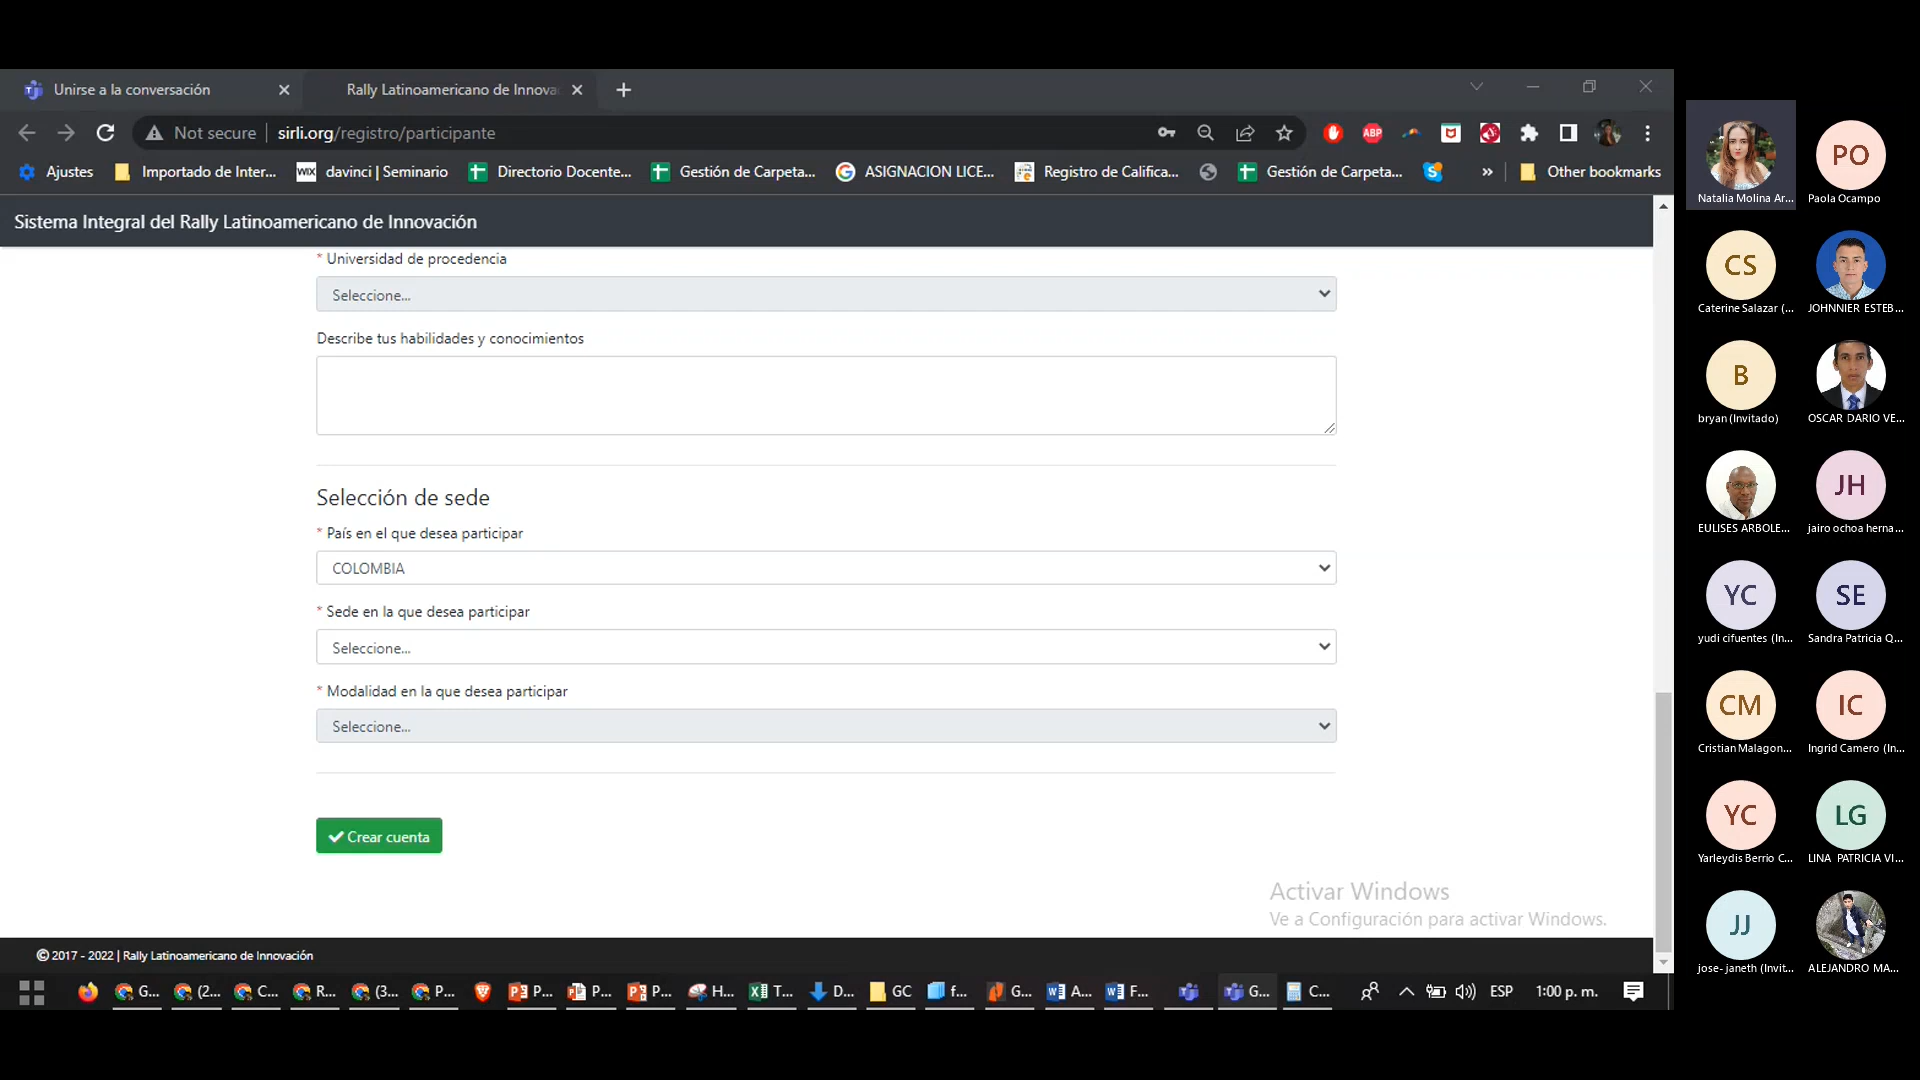 Unirse a la conversación
Rally Latinoamericano de Innova
Not secure
sirli.org/registro/participante
ABP
Ajustes
Importado de Inter...
WIX
davinci | Seminario
Directorio Docente...
Gestión de Carpeta...
ASIGNACION LICE...
Registro de Califica...
Gestión de Carpeta...
»
Other bookmarks
Sistema Integral del Rally Latinoamericano de Innovación
* Universidad de procedencia
Seleccione...
Describe tus habilidades y conocimientos
Selección de sede
* País en el que desea participar
COLOMBIA
* Sede en la que desea participar
Seleccione...
* Modalidad en la que desea participar
Seleccione...
Crear cuenta
Activar Windows
Ve a Configuración para activar Windows.
© 2017 - 2022 | Rally Latinoamericano de Innovación
G...
(2...
C...
R...
(3...
P...
P...
P...
P...
H...
T...
D...
GC
f...
G...
A...
F...
G...
C...
ESP
1:00 p. m.
Natalia Molina Ar...
PO
Paola Ocampo
CS
Caterine Salazar (...
JOHNNIER ESTEB...
B
bryan (Invitado)
OSCAR DARIO VE...
EULISES ARBOLE...
JH
jairo ochoa herna...
YC
yudi cifuentes (In...
SE
Sandra Patricia Q...
CM
Cristian Malagon...
IC
Ingrid Camero (In...
YC
Yarleydis Berrio C...
LG
LINA PATRICIA VI...
JJ
jose- janeth (Invit...
ALEJANDRO MA...